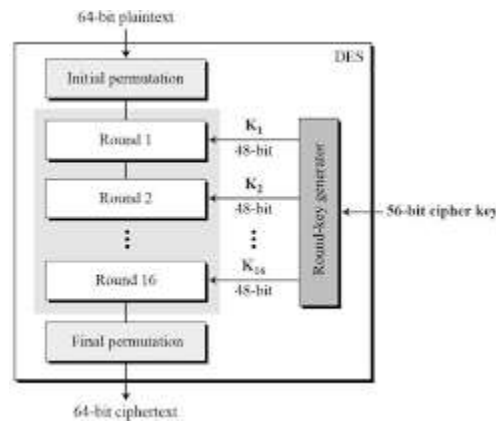 64-bit plaintext
DES
Initial permutation
Round 1
K1
48-bit
Round 2
K2
48-bit
Round-key generator
56-bit cipher key
Round 16
K16
48-bit
Final permutation
64-bit ciphertext